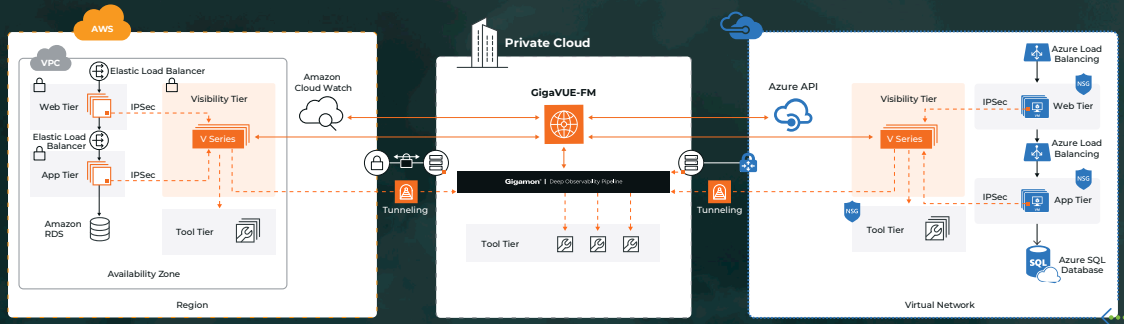 AWS
VPC
Elastic Load Balancer
Web Tier
IPSec
Elastic Load
Balancer
App Tier
IPSec
Amazon
RDS
Visibility Tier
V Series
Tool Tier
Availability Zone
Region
Amazon
Cloud Watch
Tunneling
Private Cloud
GigaVUE-FM
Gigamon® | Deep Observability Pipeline
Tool Tier
Tunneling
Azure API
Visibility Tier
V Series
NSG
Tool Tier
Azure Load
Balancing
NSG
IPSec
VM
Web Tier
Azure Load
Balancing
NSG
IPSec
VM
App Tier
SQL
Azure SQL
Database
Virtual Network